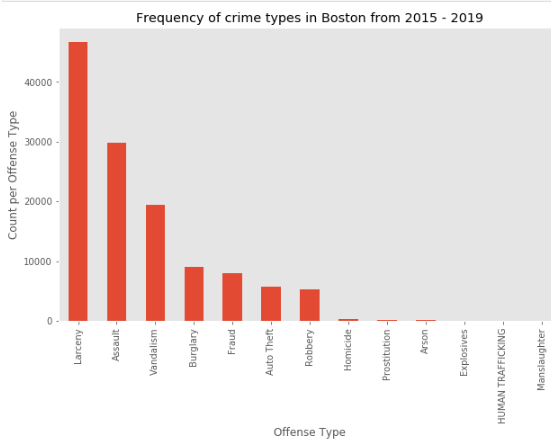 Frequency of crime types in Boston from 2015 - 2019
Count per Offense Type
40000
30000
20000
10000
0
Larceny
Assault
Vandalism
Burglary
Fraud
Auto Theft
Robbery
Homicide
Prostitution
Arson
Explosives
HUMAN TRAFFICKING
Manslaughter
Offense Type